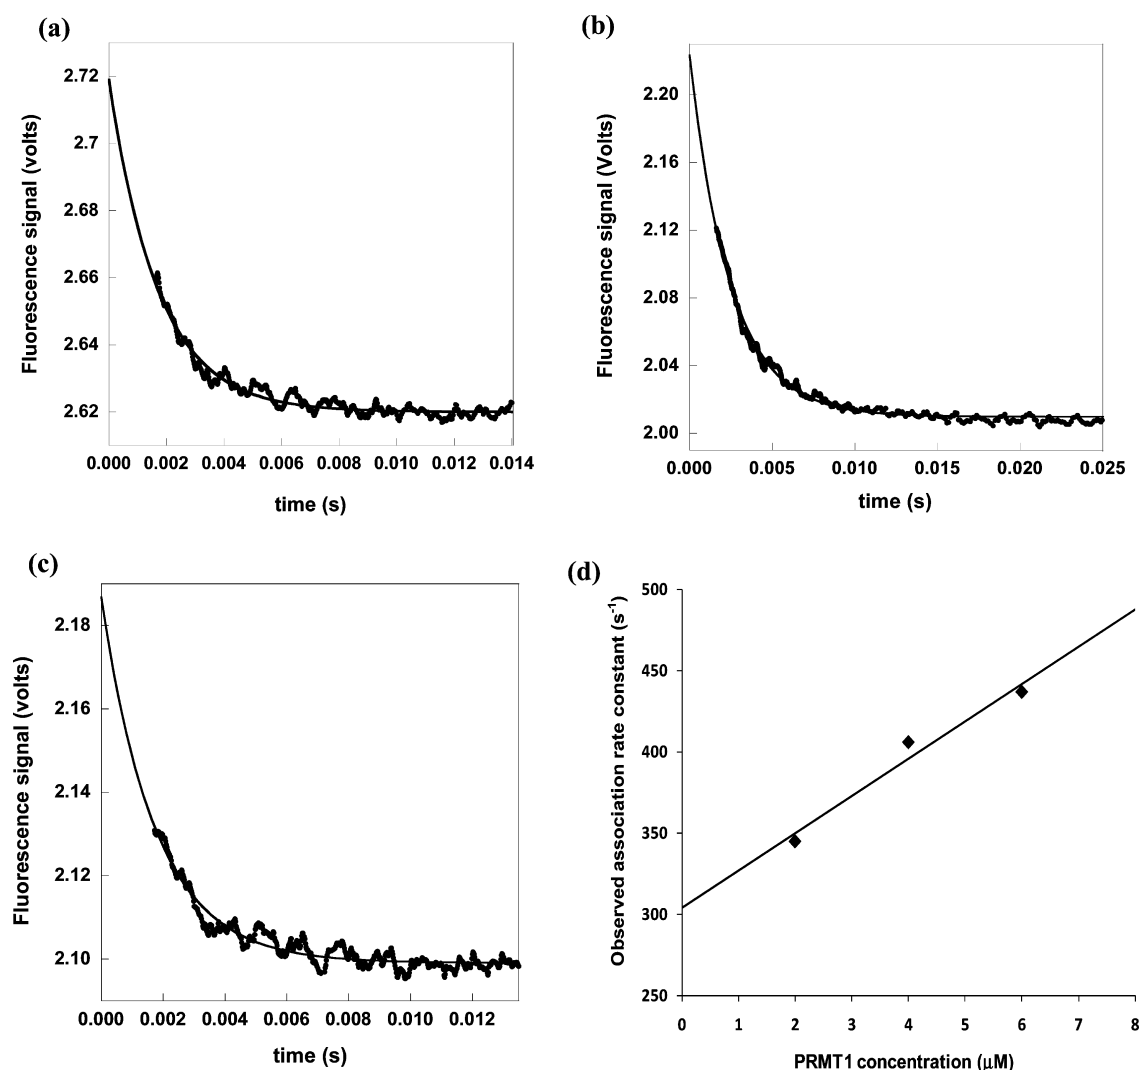 (a)
Fluorescence signal (volts)
2.72
2.7
2.68
2.66
2.64
2.62
0.000 0.002 0.004 0.006 0.008 0.010 0.012 0.014
time (s)
(b)
Fluorescence signal (Volts)
2.20
2.16
2.12
2.08
2.04
2.00
0.000 0.005 0.010 0.015 0.020 0.025
time (s)
(c)
Fluorescence signal (volts)
2.18
2.16
2.14
2.12
2.10
0.000 0.002 0.004 0.006 0.008 0.010 0.012
time (s)
(d)
Observed association rate constant (s⁻¹)
500
450
400
350
300
250
0 1 2 3 4 5 6 7 8
PRMT1 concentration (μM)